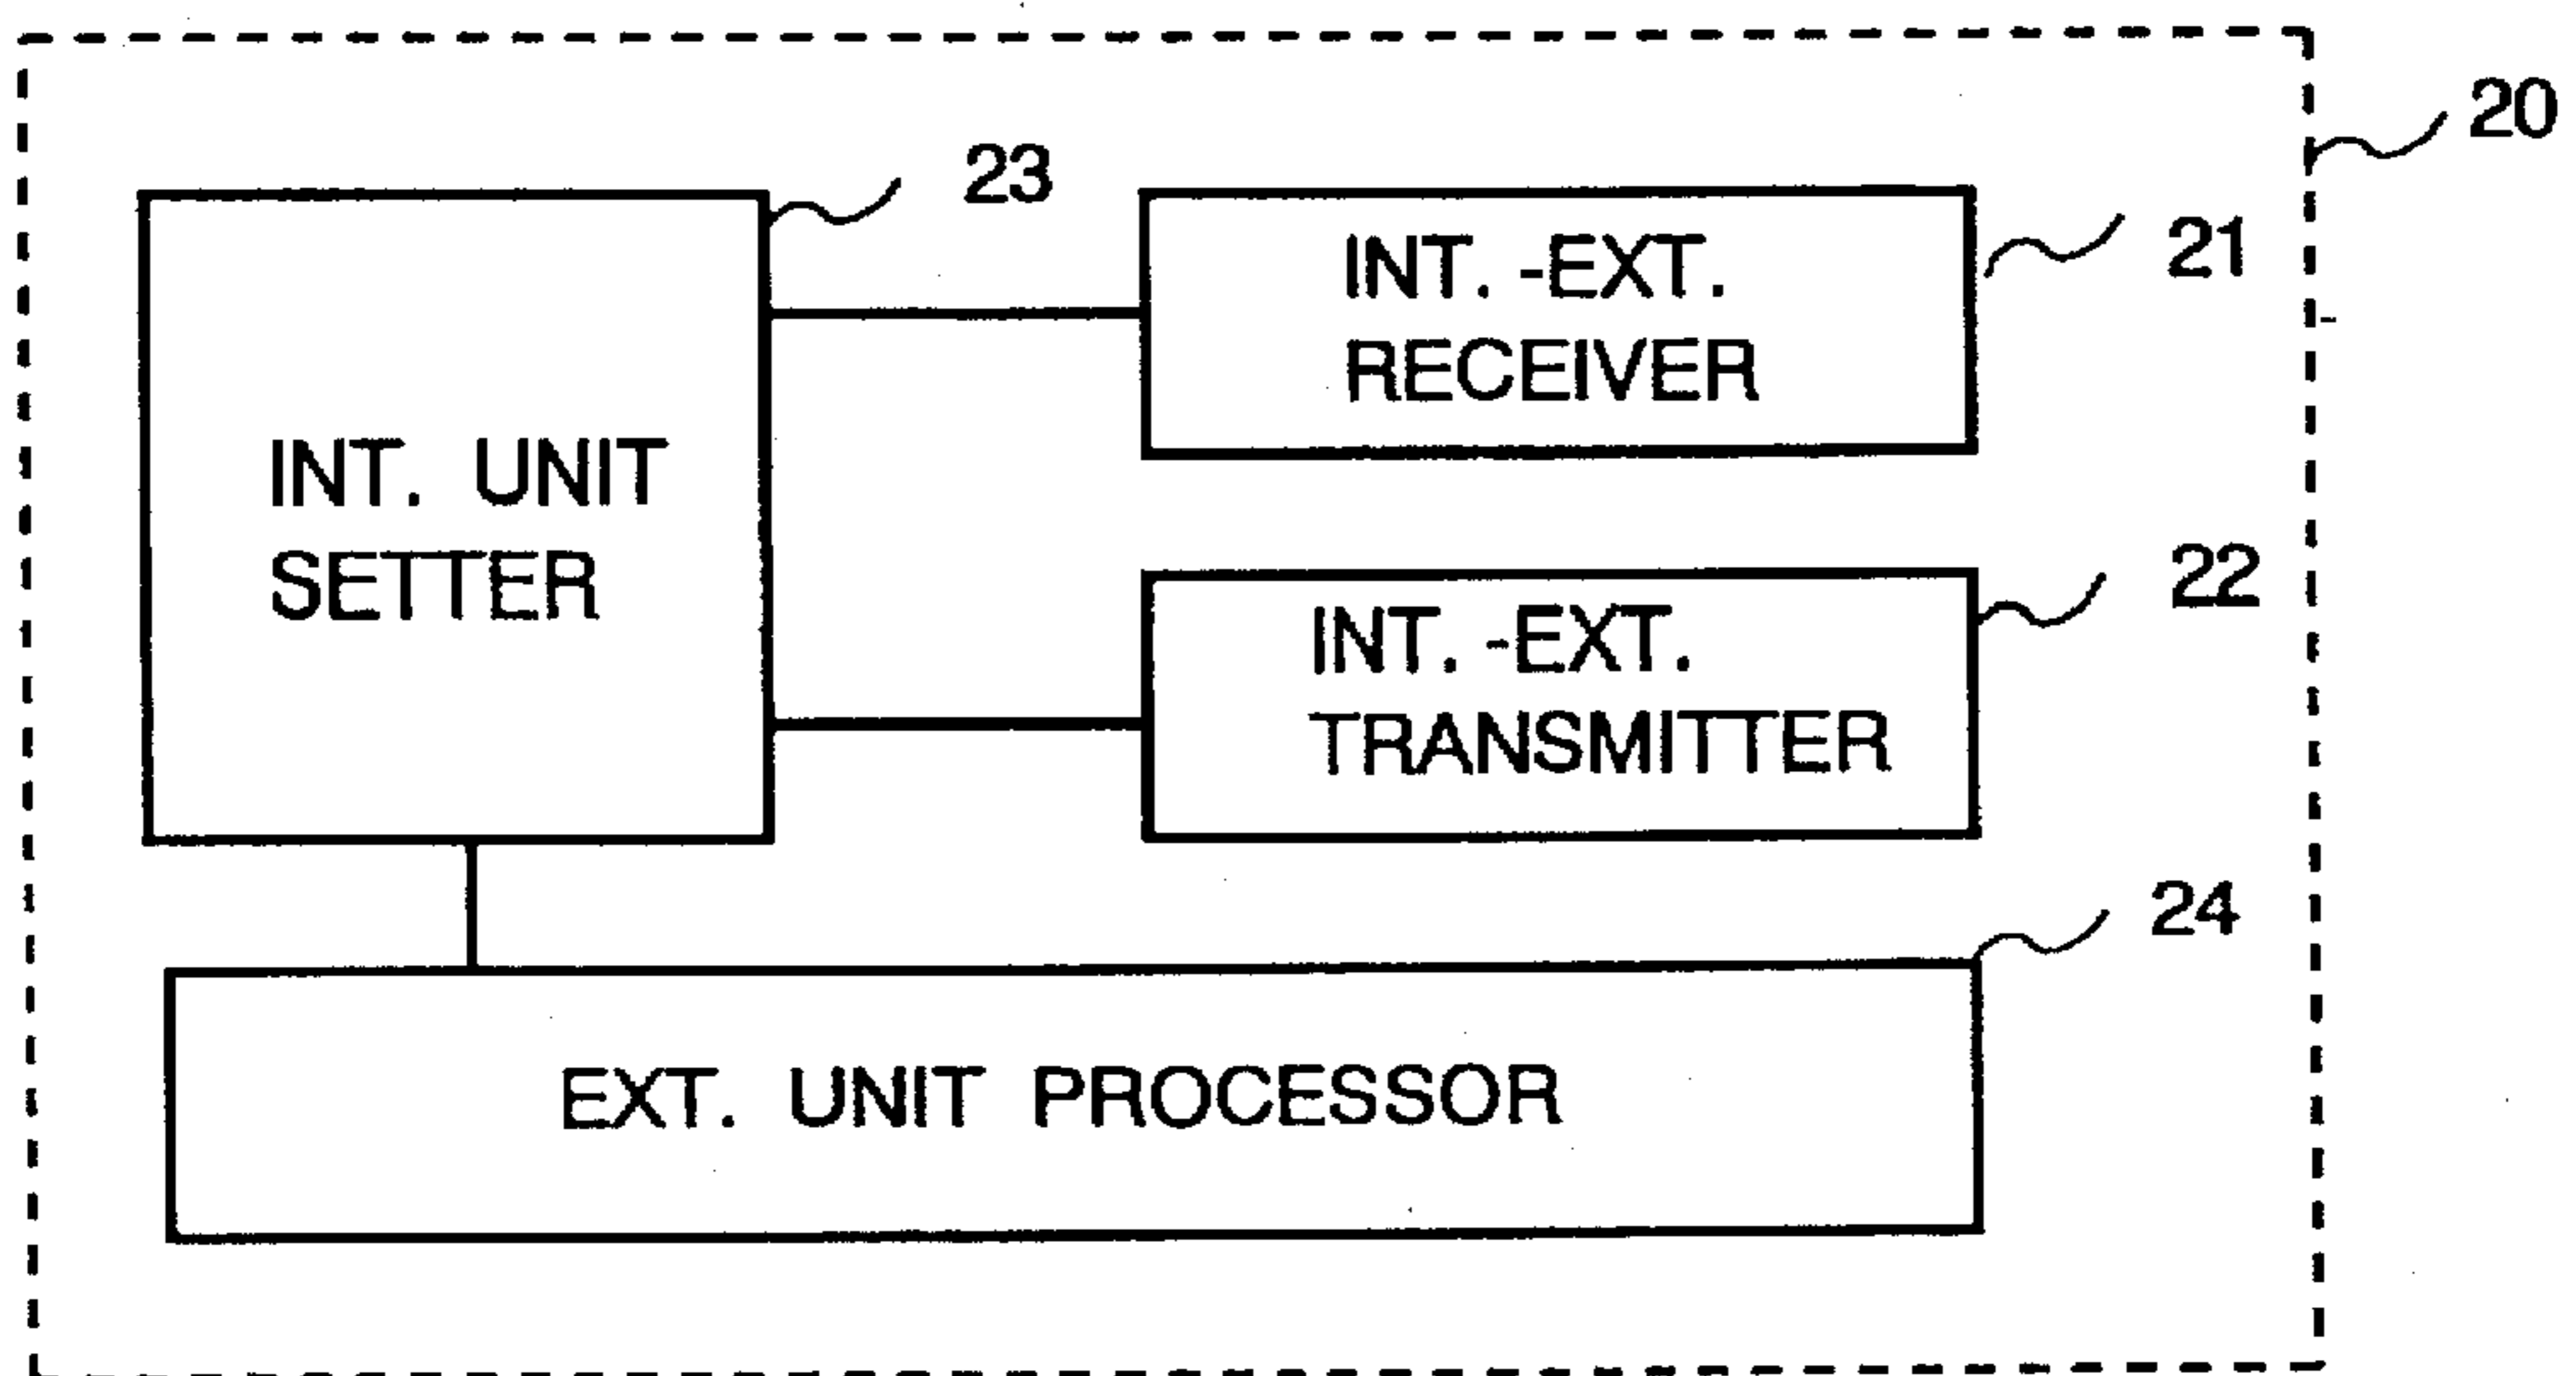 20
23
INT. UNIT
SETTER
21
INT. -EXT.
RECEIVER
22
INT. -EXT.
TRANSMITTER
24
EXT. UNIT PROCESSOR